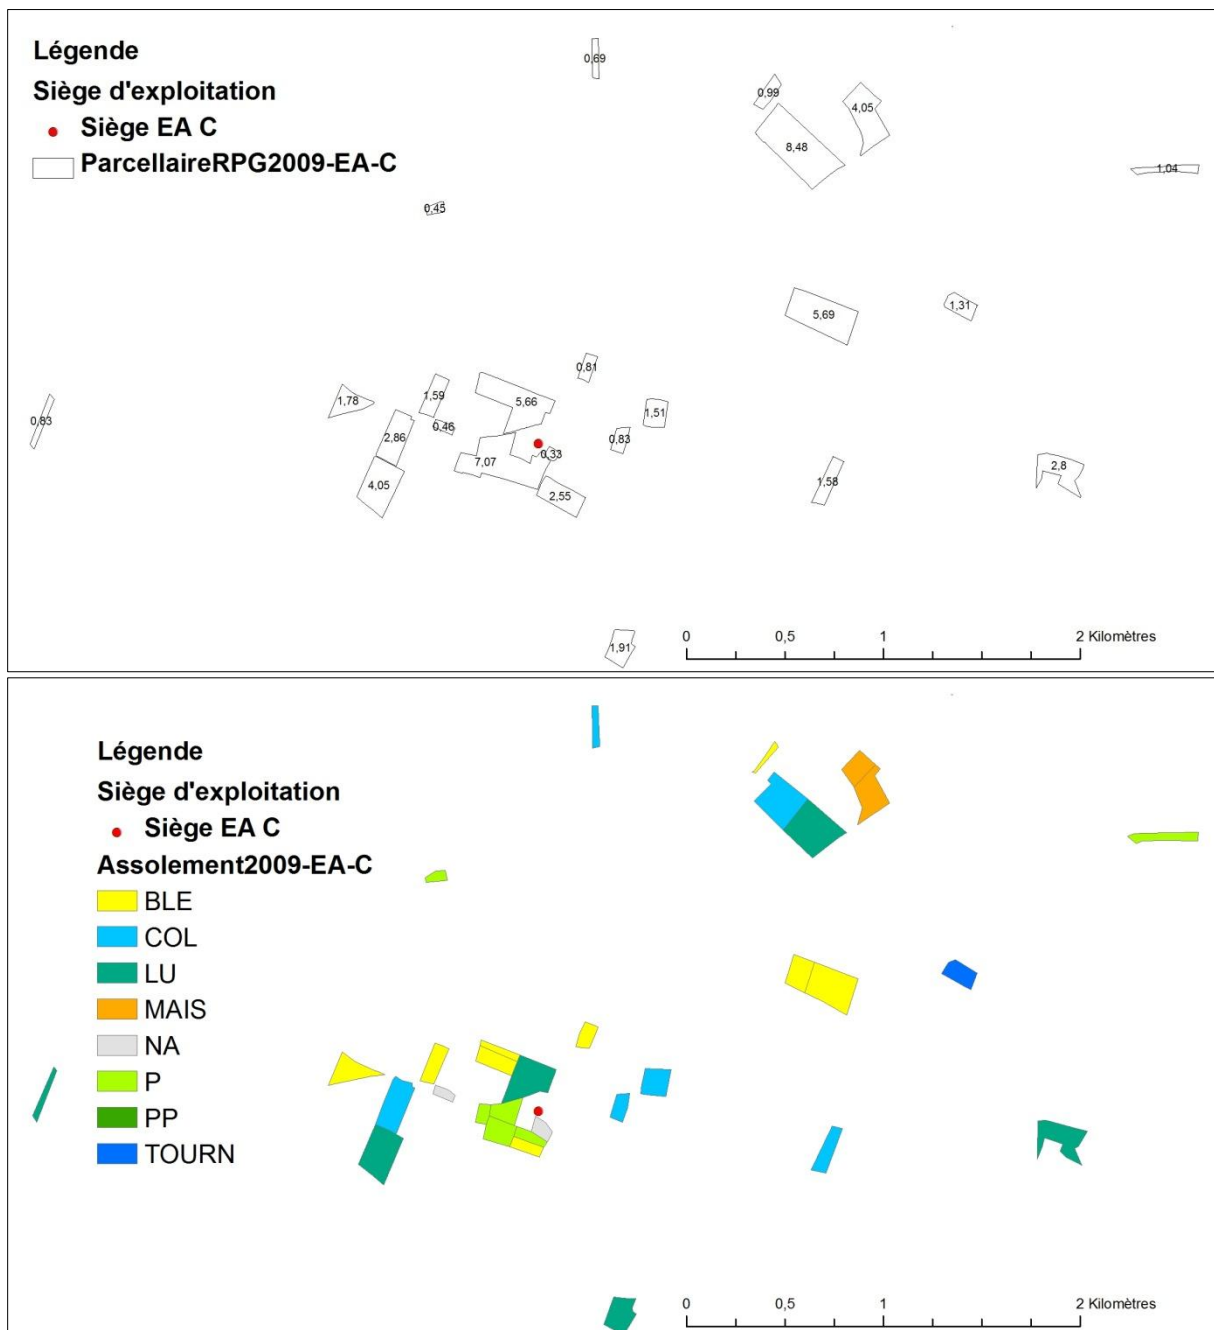 Légende
Siège d'exploitation
Siège EA C
ParcellaireRPG2009-EA-C
0,69
0,99
4,05
8,48
1,04
0,45
5,69
1,31
0,81
1,78
1,59
5,66
1,51
0,83
0,46
2,86
0,83
0,33
7,07
2,8
4,05
1,58
2,55
1,91
0 0,5 1 2 Kilomètres
Légende
Siège d'exploitation
Siège EA C
Assolement2009-EA-C
BLE
COL
LU
MAIS
NA
P
PP
TOURN
0 0,5 1 2 Kilomètres